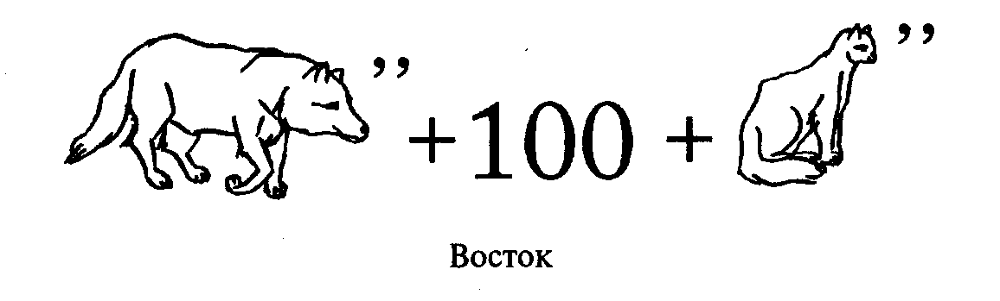 ,, + 100 + ,,
Восток